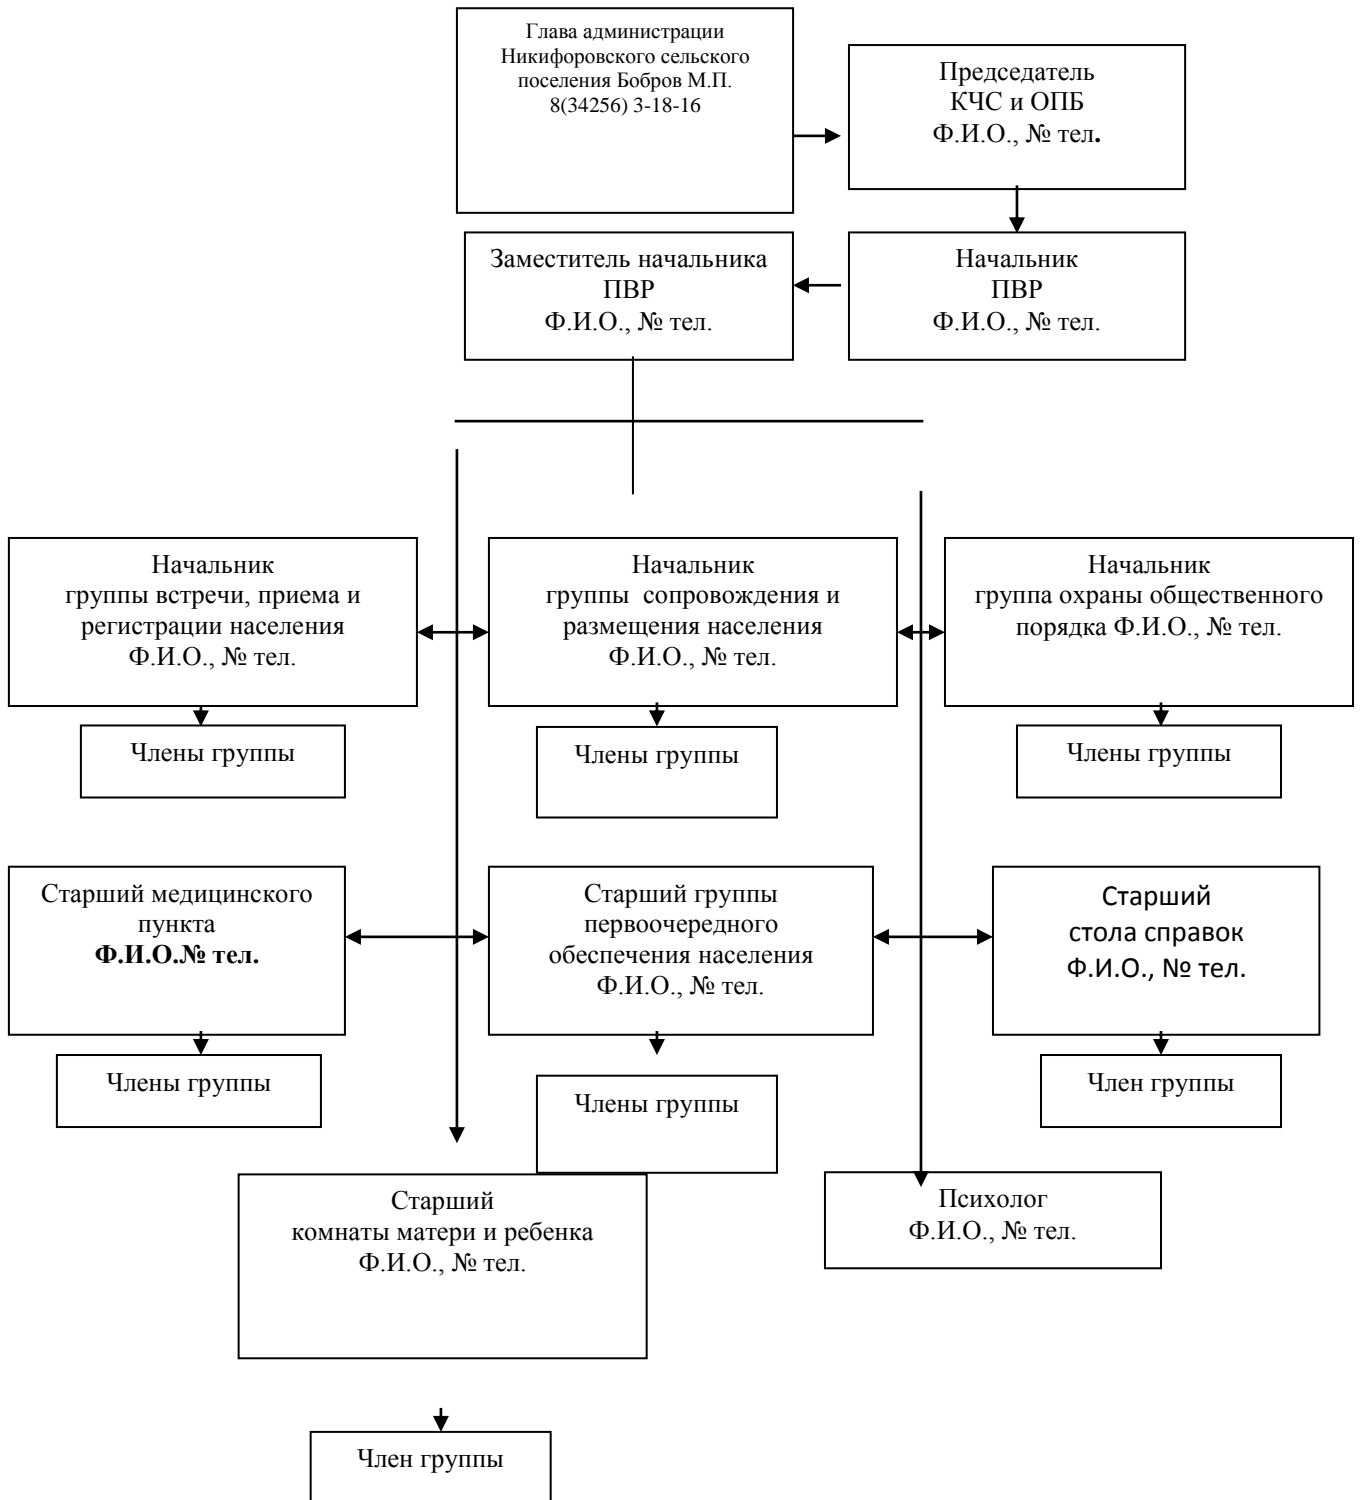 Глава администрации
Никифоровского сельского
поселения Бобров М.П.
8(34256) 3-18-16
Председатель
КЧС и ОПБ
Ф.И.О., № тел.
Заместитель начальника
ПВР
Ф.И.О., № тел.
Начальник
ПВР
Ф.И.О., № тел.
Начальник
группы встречи, приема и
регистрации населения
Ф.И.О., № тел.
Начальник
группы  сопровождения и
размещения населения
Ф.И.О., № тел.
Начальник
группа охраны общественного
порядка Ф.И.О., № тел.
Члены группы
Члены группы
Члены группы
Старший медицинского
пункта
Ф.И.О.№ тел.
Старший группы
первоочередного
обеспечения населения
Ф.И.О., № тел.
Старший
стола справок
Ф.И.О., № тел.
Члены группы
Члены группы
Член группы
Старший
комнаты матери и ребенка
Ф.И.О., № тел.
Психолог
Ф.И.О., № тел.
Член группы